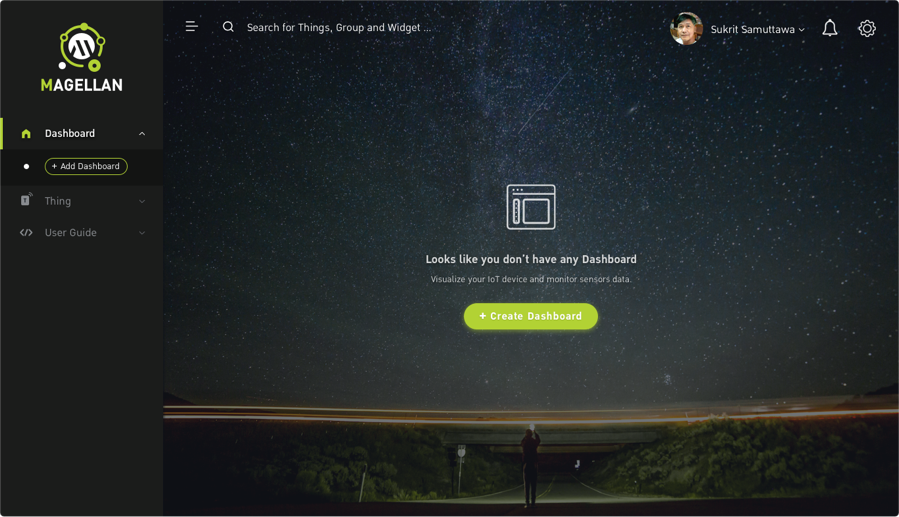 MAGELLAN
Search for Things, Group and Widget ...
Sukrit Samuttawa
Dashboard
+ Add Dashboard
Thing
User Guide
Looks like you don't have any Dashboard
Visualize your IoT device and monitor sensors data.
+ Create Dashboard